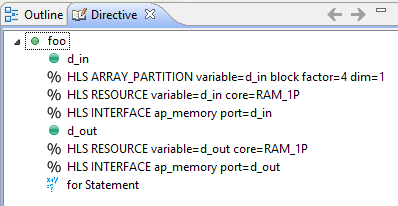 Outline Directive
foo
d_in
% HLS ARRAY_PARTITION variable=d_in block factor=4 dim=1
% HLS RESOURCE variable=d_in core=RAM_1P
% HLS INTERFACE ap_memory port=d_in
d_out
% HLS RESOURCE variable=d_out core=RAM_1P
% HLS INTERFACE ap_memory port=d_out
for Statement